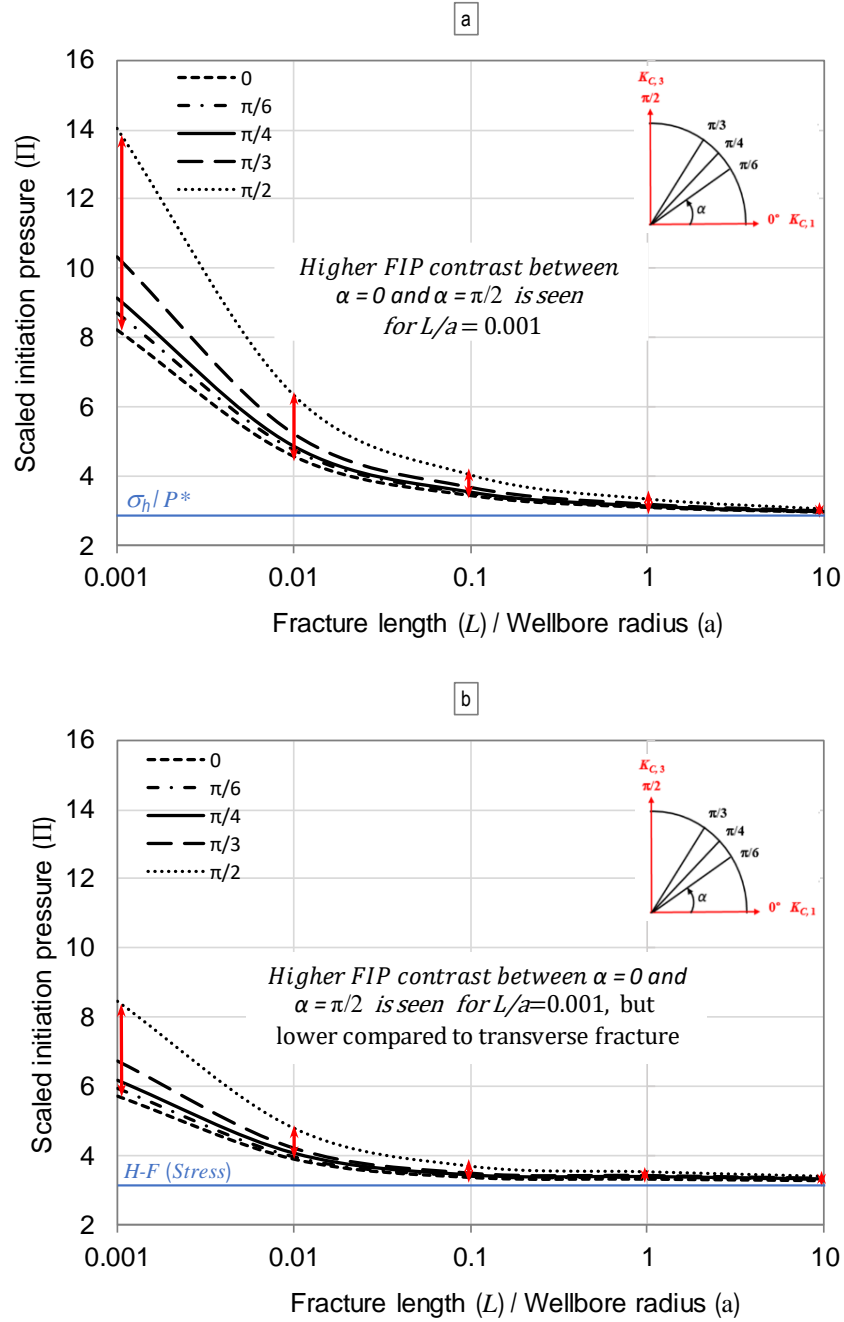 a
Scaled initiation pressure (Π)
16
14
12
10
8
6
4
2
0
π/6
π/4
π/3
π/2
K_C,3
π/2
π/3
π/4
π/6
α
0° K_C,1
Higher FIP contrast between
α = 0 and α = π/2 is seen
for L/a = 0.001
σ_h/P*
0.001
0.01
0.1
1
10
Fracture length (L) / Wellbore radius (a)
b
Scaled initiation pressure (Π)
16
14
12
10
8
6
4
2
0
π/6
π/4
π/3
π/2
K_C,3
π/2
π/3
π/4
π/6
α
0° K_C,1
Higher FIP contrast between α = 0 and
α = π/2 is seen for L/a=0.001, but
lower compared to transverse fracture
H-F (Stress)
0.001
0.01
0.1
1
10
Fracture length (L) / Wellbore radius (a)